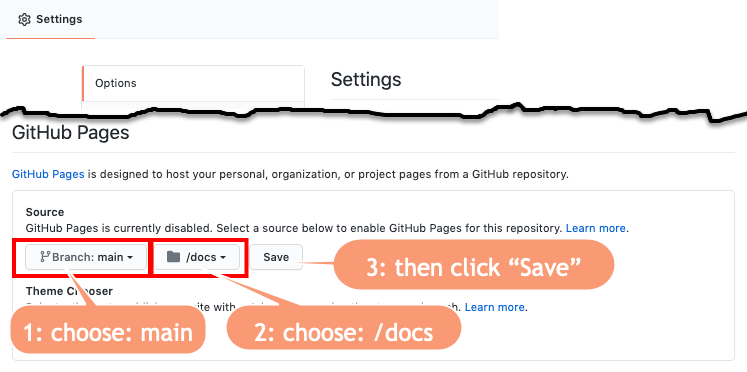 Settings
Options
Settings
GitHub Pages
GitHub Pages is designed to host your personal, organization, or project pages from a GitHub repository.
Source
GitHub Pages is currently disabled. Select a source below to enable GitHub Pages for this repository. Learn more.
Branch: main
/docs
Save
3: then click “Save”
Theme Chooser
site with
Learn more.
1: choose: main
2: choose: /docs